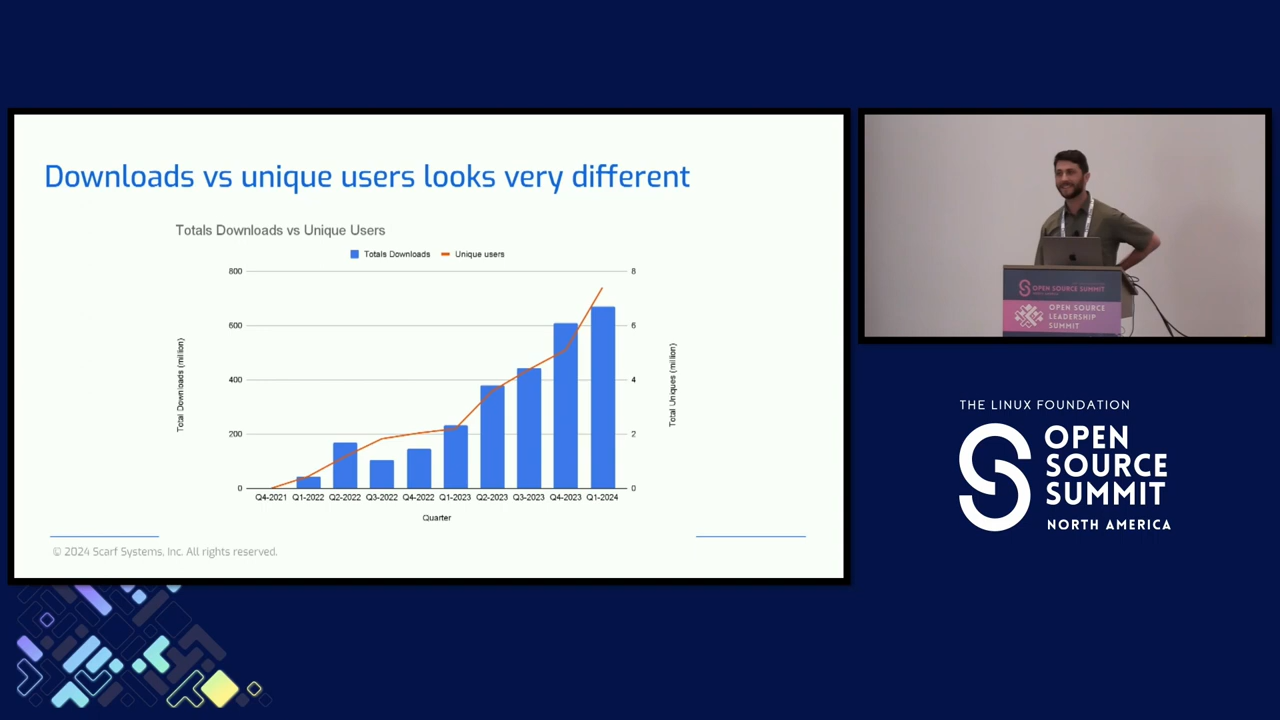 Downloads vs unique users looks very different
Totals Downloads vs Unique Users
Totals Downloads Unique users
800
600
400
200
0
8
6
4
2
0
Total Downloads (million)
Total Uniques (million)
Q4-2021 Q1-2022 Q2-2022 Q3-2022 Q4-2022 Q1-2023 Q2-2023 Q3-2023 Q4-2023 Q1-2024
Quarter
© 2024 Scarf Systems, Inc. All rights reserved.
OPEN SOURCE SUMMIT
OPEN SOURCE
LEADERSHIP
SUMMIT
THE LINUX FOUNDATION
OPEN
SOURCE
SUMMIT
NORTH AMERICA